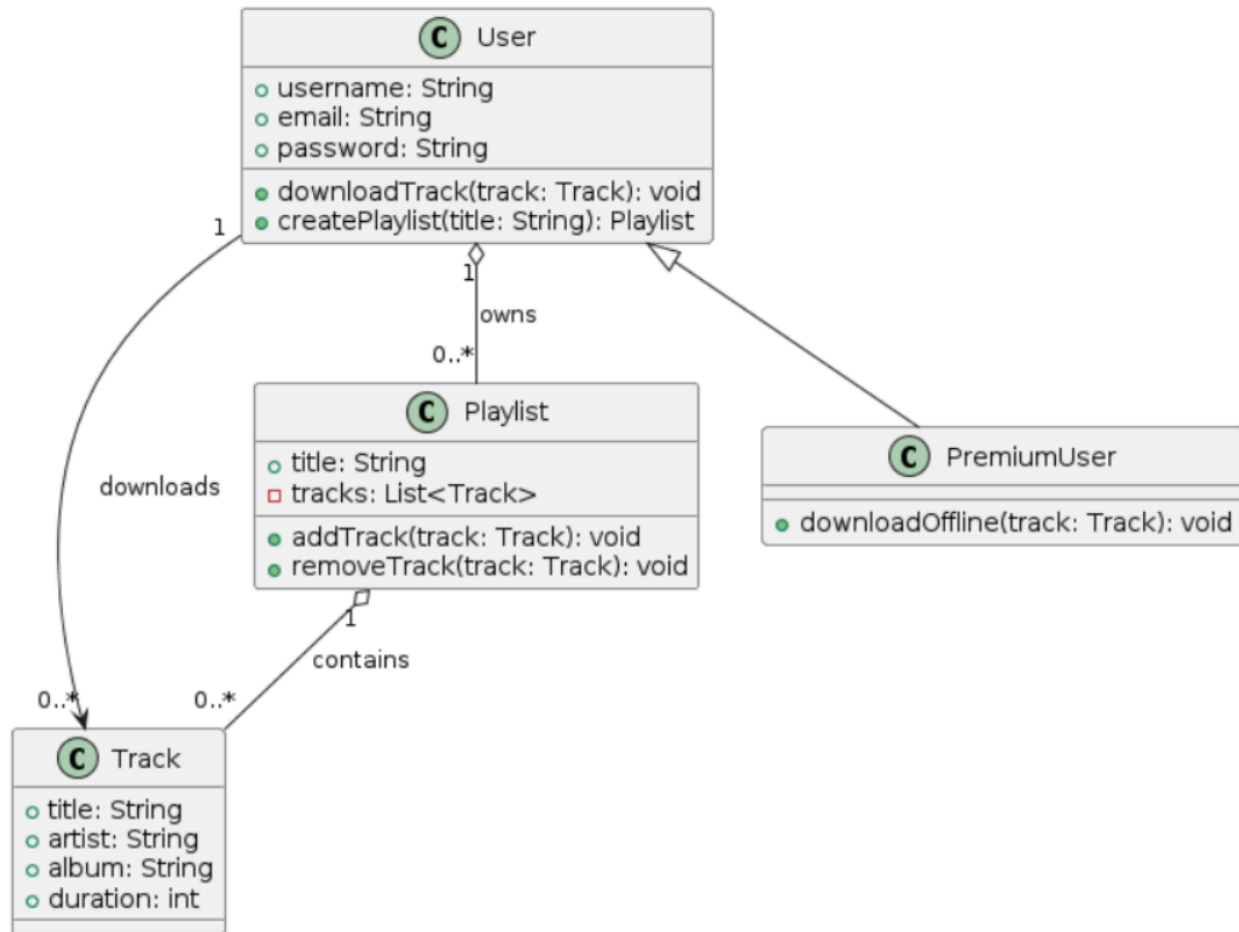 C User
username: String
email: String
password: String
downloadTrack(track: Track): void
createPlaylist(title: String): Playlist
1
1
owns
0..*
C Playlist
title: String
tracks: List<Track>
addTrack(track: Track): void
removeTrack(track: Track): void
C PremiumUser
downloadOffline(track: Track): void
downloads
1
contains
0..*
0..*
C Track
title: String
artist: String
album: String
duration: int